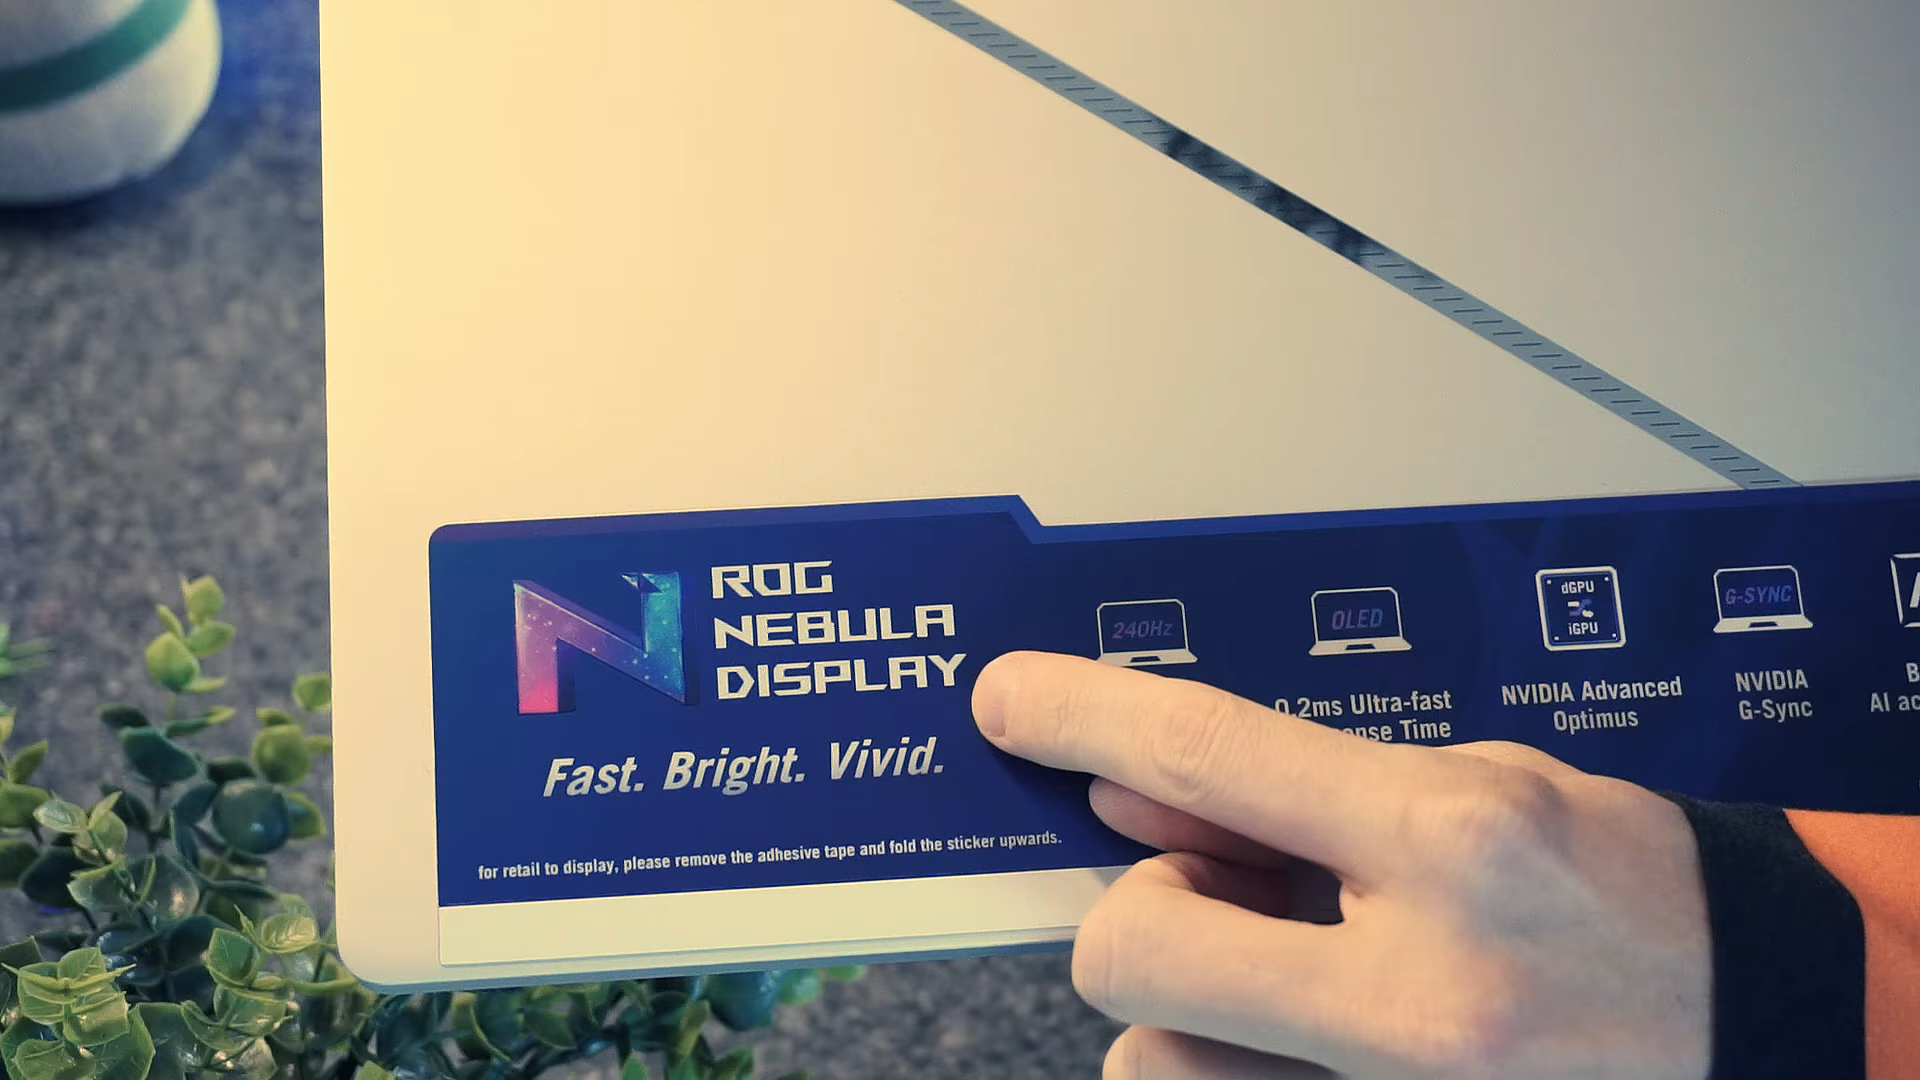 ROG
NEBULA
DISPLAY
Fast. Bright. Vivid.
for retail to display, please remove the adhesive tape and fold the sticker upwards.
240Hz
OLED
0.2ms Ultra-fast
Time
dGPU
iGPU
NVIDIA Advanced
Optimus
G-SYNC
NVIDIA
G-Sync
AI